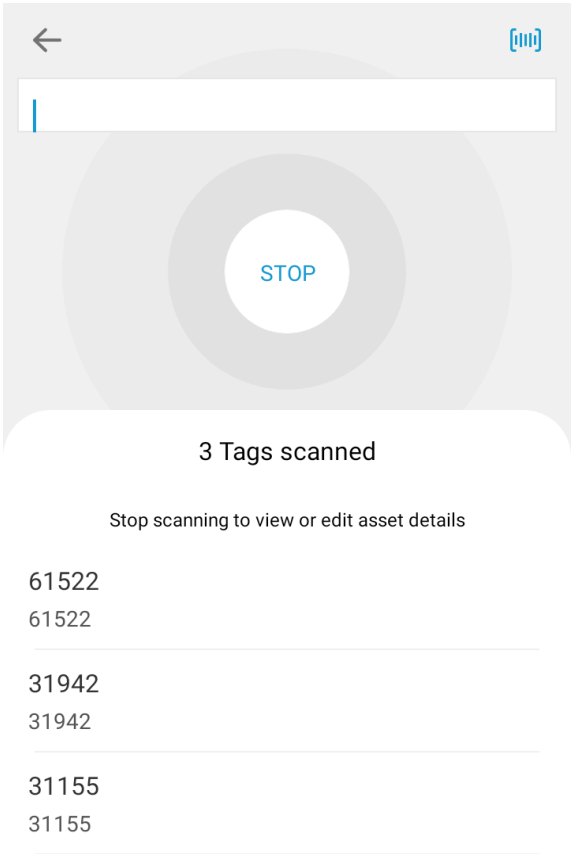 STOP
3 Tags scanned
Stop scanning to view or edit asset details
61522
61522
31942
31942
31155
31155